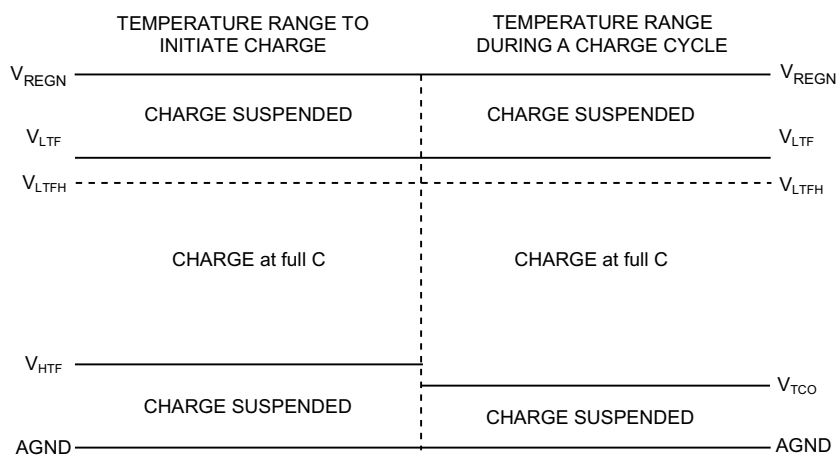 TEMPERATURE RANGE TO
INITIATE CHARGE
TEMPERATURE RANGE
DURING A CHARGE CYCLE
VREGN
VREGN
CHARGE SUSPENDED
CHARGE SUSPENDED
VLTF
VLTF
VLTFH
VLTFH
CHARGE at full C
CHARGE at full C
VHTF
VTCO
CHARGE SUSPENDED
CHARGE SUSPENDED
AGND
AGND